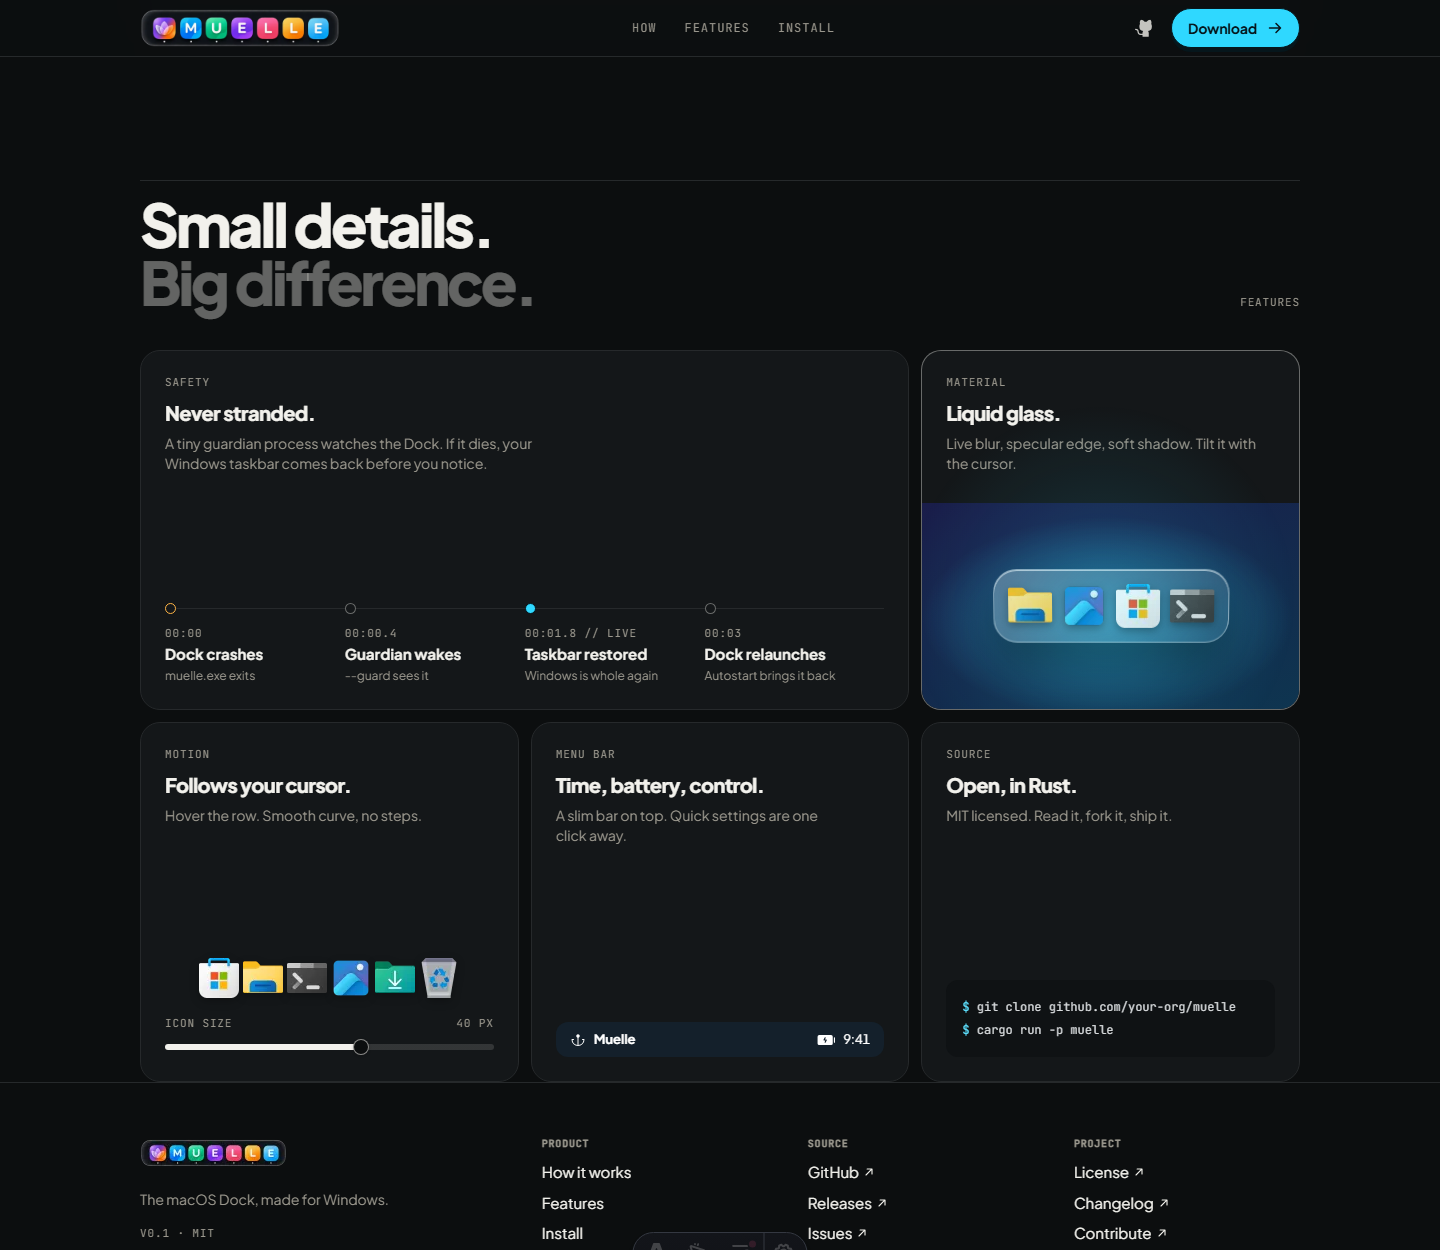 MUELLE
HOW
FEATURES
INSTALL
Download
Small details.
Big difference.
FEATURES
SAFETY
Never stranded.
A tiny guardian process watches the Dock. If it dies, your
Windows taskbar comes back before you notice.
00:00
Dock crashes
muelle.exe exits
00:00.4
Guardian wakes
--guard sees it
00:01.8 // LIVE
Taskbar restored
Windows is whole again
00:03
Dock relaunches
Autostart brings it back
MATERIAL
Liquid glass.
Live blur, specular edge, soft shadow. Tilt it with
the cursor.
MOTION
Follows your cursor.
Hover the row. Smooth curve, no steps.
ICON SIZE
40 PX
MENU BAR
Time, battery, control.
A slim bar on top. Quick settings are one
click away.
Muelle
9:41
SOURCE
Open, in Rust.
MIT licensed. Read it, fork it, ship it.
$ git clone github.com/your-org/muelle
$ cargo run -p muelle
MUELLE
The macOS Dock, made for Windows.
V0.1 · MIT
PRODUCT
How it works
Features
Install
SOURCE
GitHub ↗
Releases ↗
Issues ↗
PROJECT
License ↗
Changelog ↗
Contribute ↗